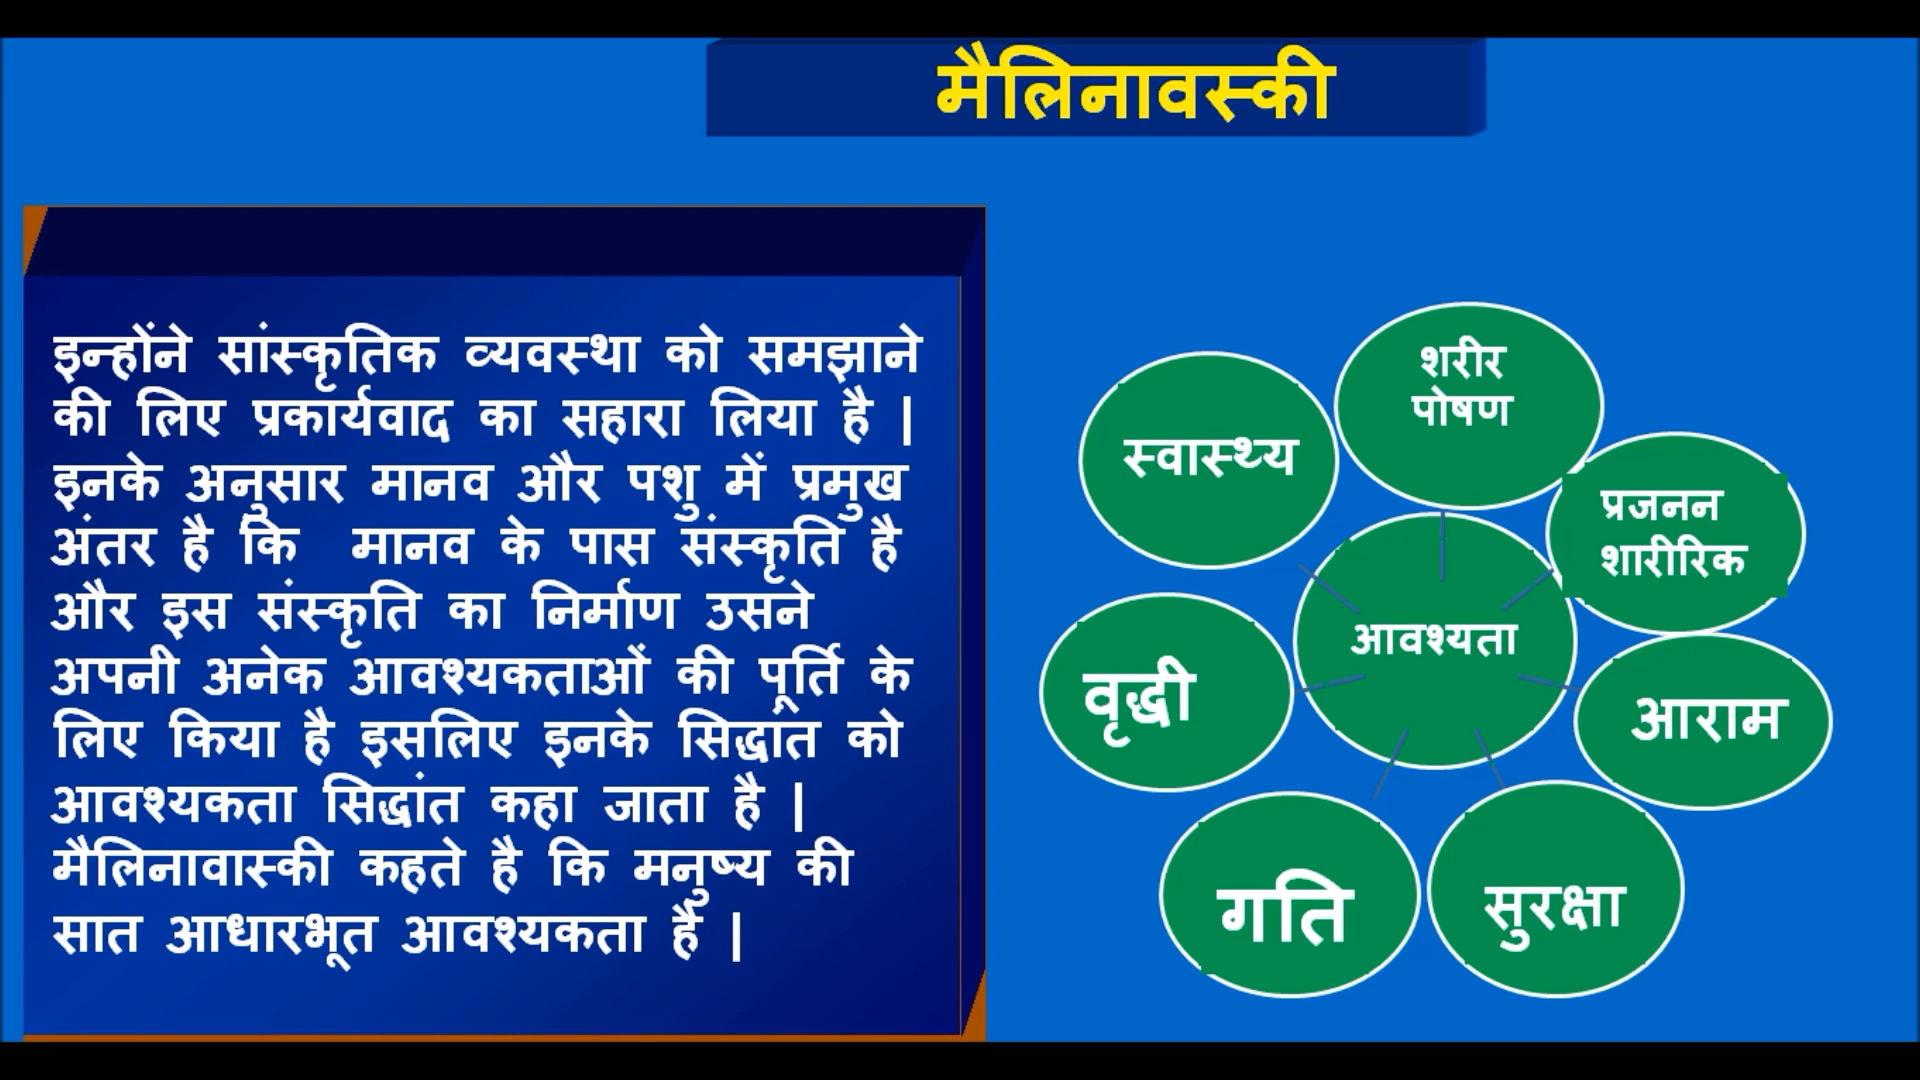 मैलिनावस्की
इन्होंने सांस्कृतिक व्यवस्था को समझाने
की लिए प्रकार्यवाद का सहारा लिया है |
इनके अनुसार मानव और पशु में प्रमुख
अंतर है कि मानव के पास संस्कृति है
और इस संस्कृति का निर्माण उसने
अपनी अनेक आवश्यकताओं की पूर्ति के
लिए किया है इसलिए इनके सिद्धांत को
आवश्यकता सिद्धांत कहा जाता है |
मैलिनावास्की कहते है कि मनुष्य की
सात आधारभूत आवश्यकता है |
शरीर
पोषण
स्वास्थ्य
प्रजनन
शारीरिक
आवश्यता
वृद्धी
आराम
गति
सुरक्षा